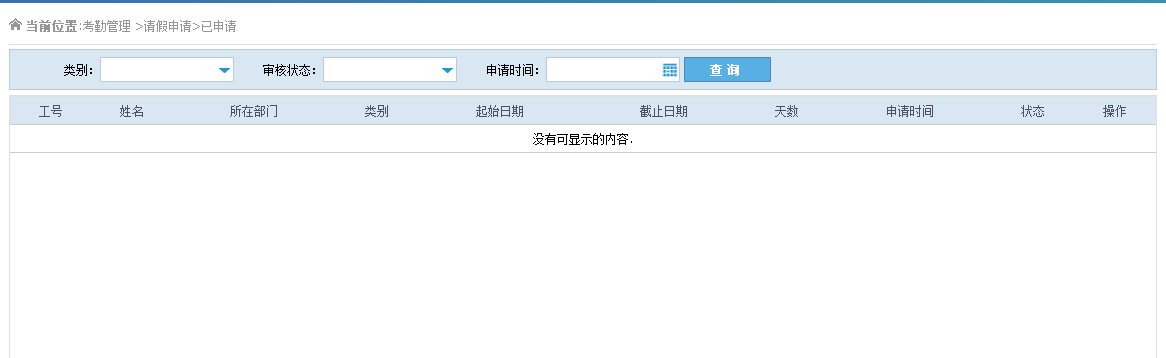 当前位置:考勤管理 >请假申请>已申请
类别： 审核状态： 申请时间： 查 询
工号 姓名 所在部门 类别 起始日期 截止日期 天数 申请时间 状态 操作
没有可显示的内容.